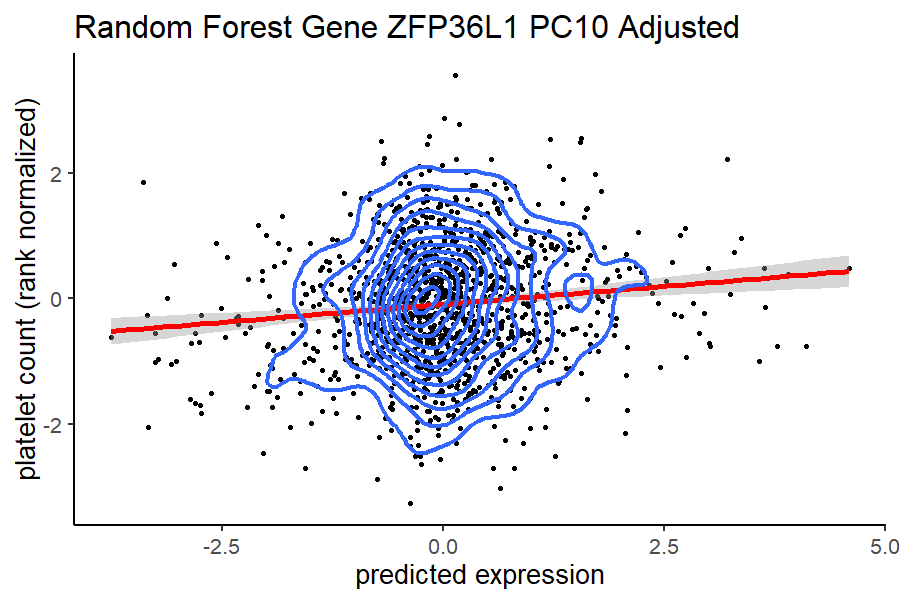 Random Forest Gene ZFP36L1 PC10 Adjusted
platelet count (rank normalized)
2
0
-2
-2.5 0.0 2.5 5.0
predicted expression